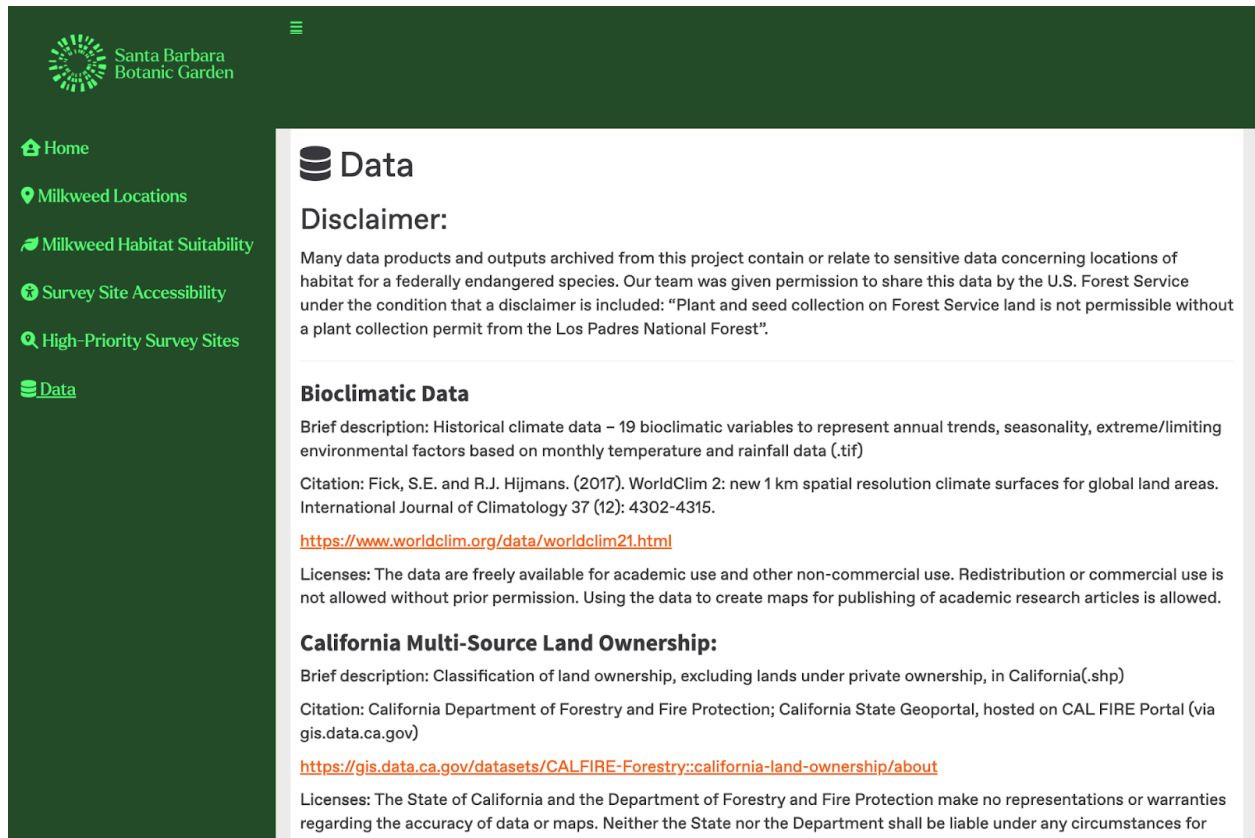 Santa Barbara
Botanic Garden
Home
Milkweed Locations
Milkweed Habitat Suitability
Survey Site Accessibility
High-Priority Survey Sites
Data
Data
Disclaimer:
Many data products and outputs archived from this project contain or relate to sensitive data concerning locations of
habitat for a federally endangered species. Our team was given permission to share this data by the U.S. Forest Service
under the condition that a disclaimer is included: “Plant and seed collection on Forest Service land is not permissible without
a plant collection permit from the Los Padres National Forest”.
Bioclimatic Data
Brief description: Historical climate data – 19 bioclimatic variables to represent annual trends, seasonality, extreme/limiting
environmental factors based on monthly temperature and rainfall data (.tif)
Citation: Fick, S.E. and R.J. Hijmans. (2017). WorldClim 2: new 1 km spatial resolution climate surfaces for global land areas.
International Journal of Climatology 37 (12): 4302-4315.
https://www.worldclim.org/data/worldclim21.html
Licenses: The data are freely available for academic use and other non-commercial use. Redistribution or commercial use is
not allowed without prior permission. Using the data to create maps for publishing of academic research articles is allowed.
California Multi-Source Land Ownership:
Brief description: Classification of land ownership, excluding lands under private ownership, in California(.shp)
Citation: California Department of Forestry and Fire Protection; California State Geoportal, hosted on CAL FIRE Portal (via
gis.data.ca.gov)
https://gis.data.ca.gov/datasets/CALFIRE-Forestry::california-land-ownership/about
Licenses: The State of California and the Department of Forestry and Fire Protection make no representations or warranties
regarding the accuracy of data or maps. Neither the State nor the Department shall be liable under any circumstances for